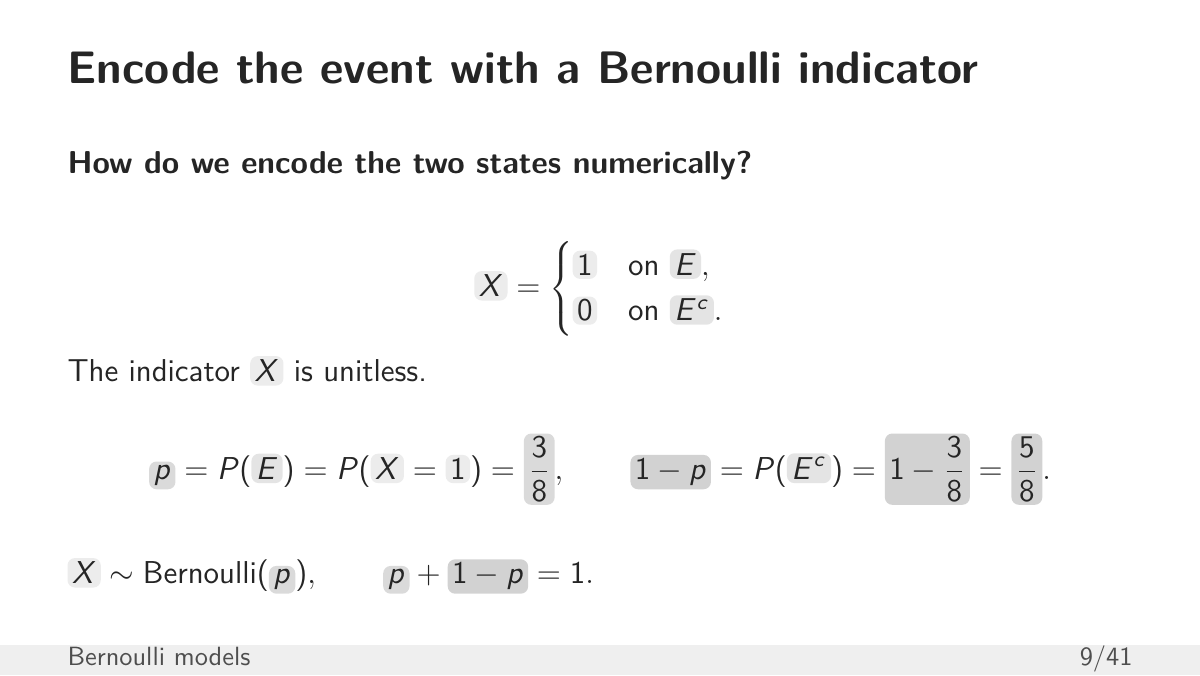 Encode the event with a Bernoulli indicator
How do we encode the two states numerically?
X = { 1 on E,
0 on Eᶜ.
The indicator X is unitless.
p = P(E) = P(X = 1) = 3/8, 1 − p = P(Eᶜ) = 1 − 3/8 = 5/8.
X ∼ Bernoulli(p), p + 1 − p = 1.
Bernoulli models 9/41